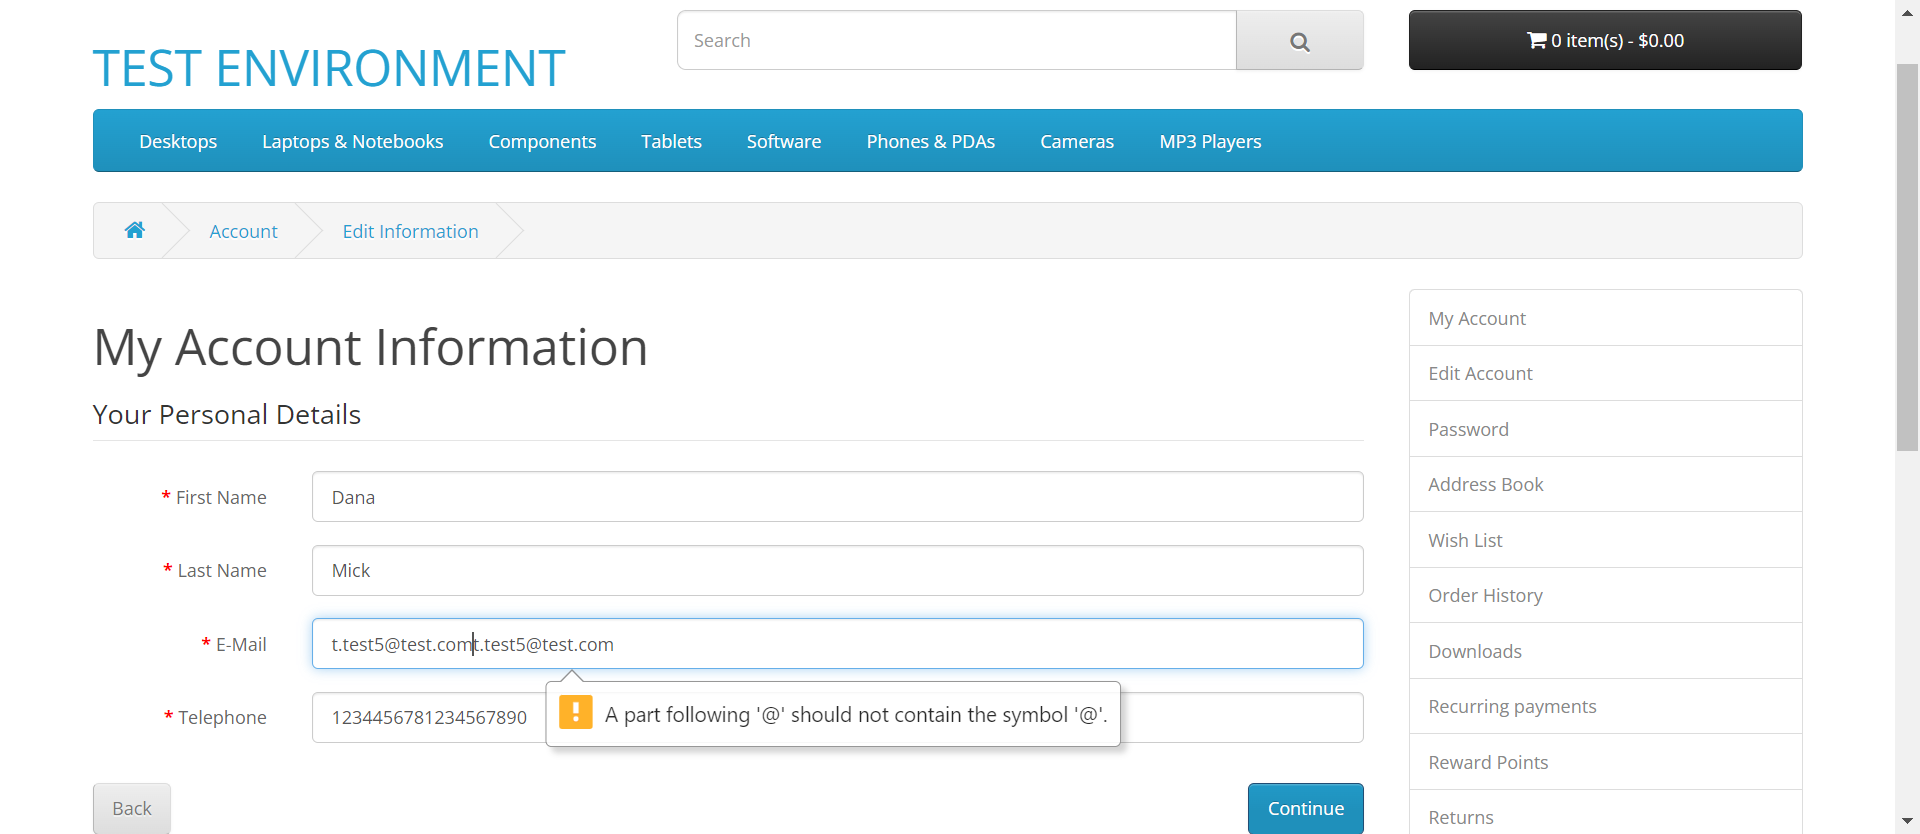 Search
0 item(s) - $0.00
TEST ENVIRONMENT
Desktops Laptops & Notebooks Components Tablets Software Phones & PDAs Cameras MP3 Players
Account Edit Information
My Account Information
Your Personal Details
* First Name Dana
* Last Name Mick
* E-Mail t.test5@test.comt.test5@test.com
* Telephone 1234456781234567890
A part following '@' should not contain the symbol '@'.
Back Continue
My Account
Edit Account
Password
Address Book
Wish List
Order History
Downloads
Recurring payments
Reward Points
Returns